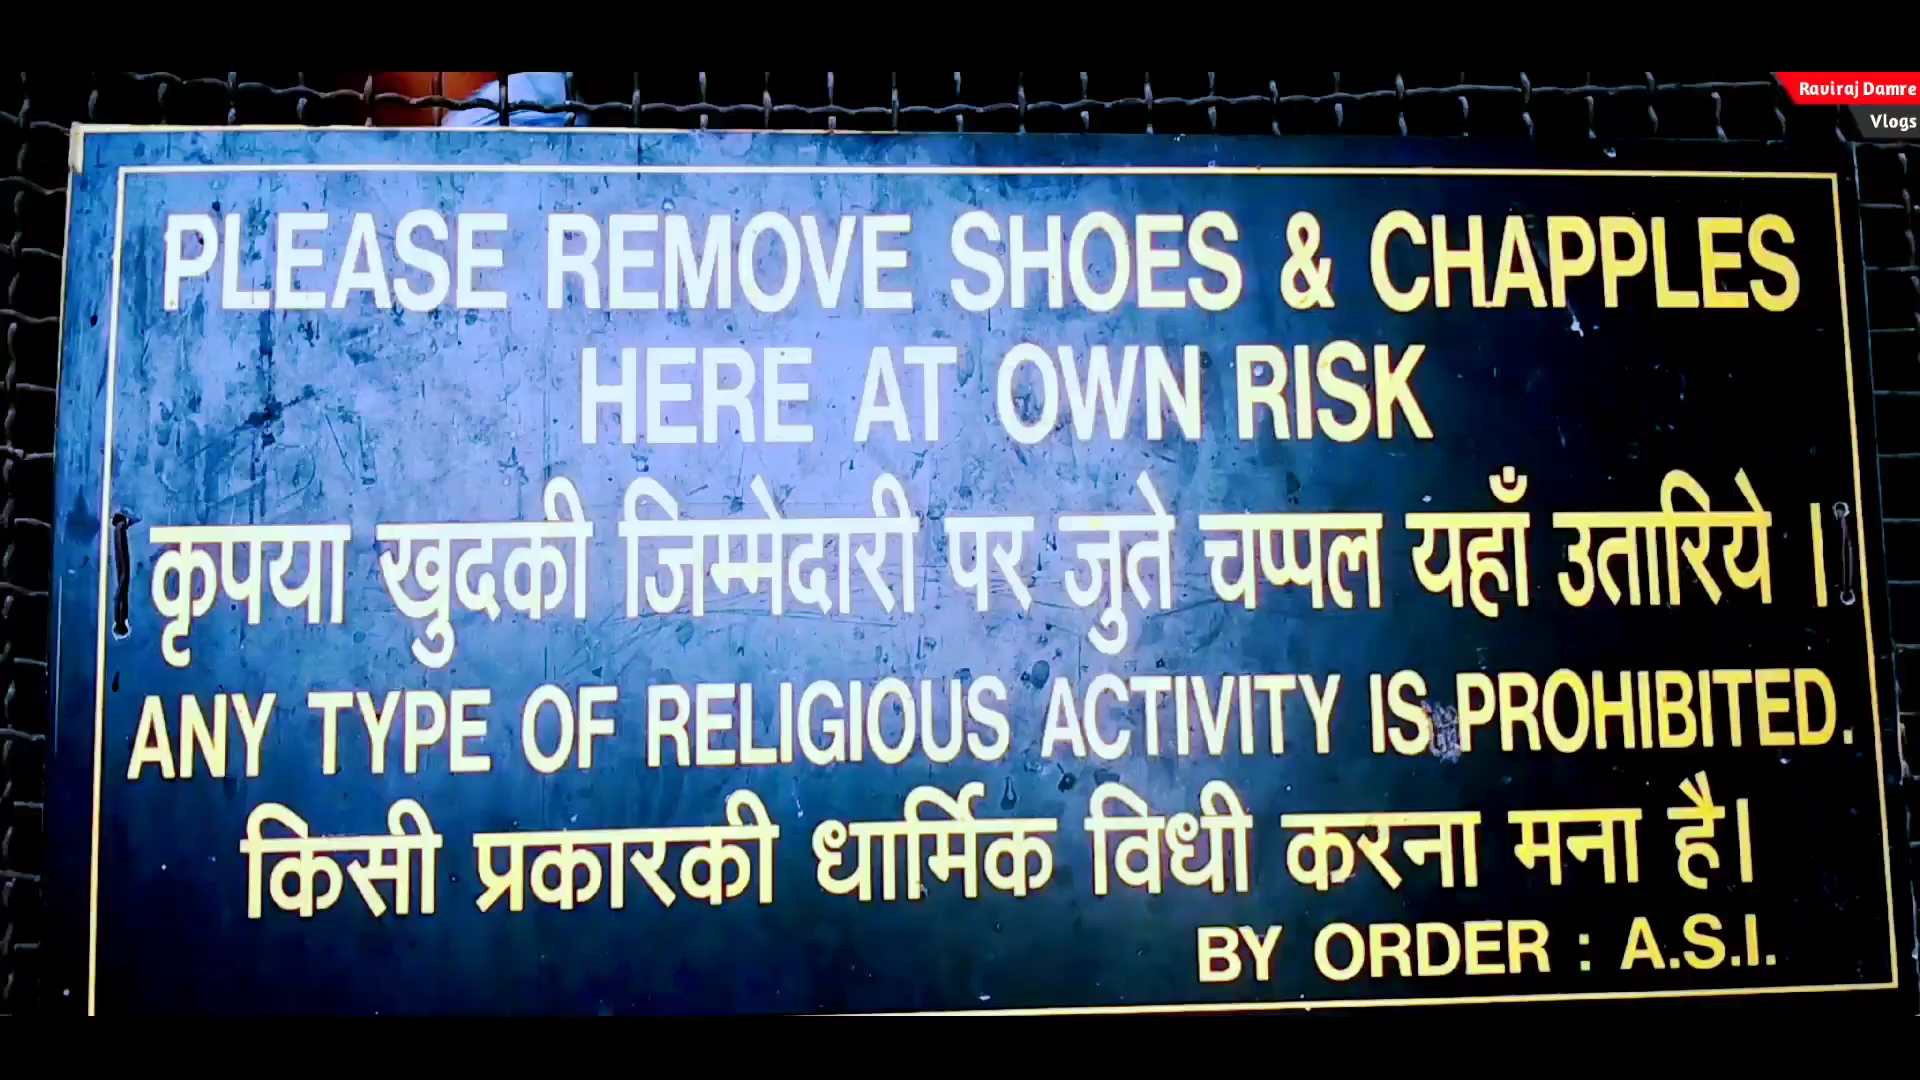 Raviraj Damre
Vlogs
PLEASE REMOVE SHOES & CHAPPLES
HERE AT OWN RISK
कृपया खुदकी जिम्मेदारी पर जुते चप्पल यहाँ उतारिये ।
ANY TYPE OF RELIGIOUS ACTIVITY IS PROHIBITED.
किसी प्रकारकी धार्मिक विधी करना मना है।
BY ORDER : A.S.I.